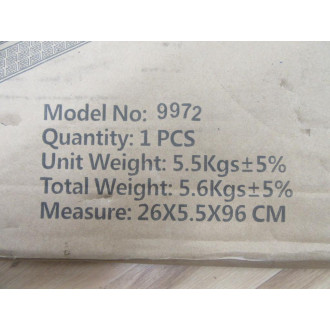 Model No: 9972
Quantity: 1 PCS
Unit Weight: 5.5Kgs±5%
Total Weight: 5.6Kgs±5%
Measure: 26X5.5X96 CM